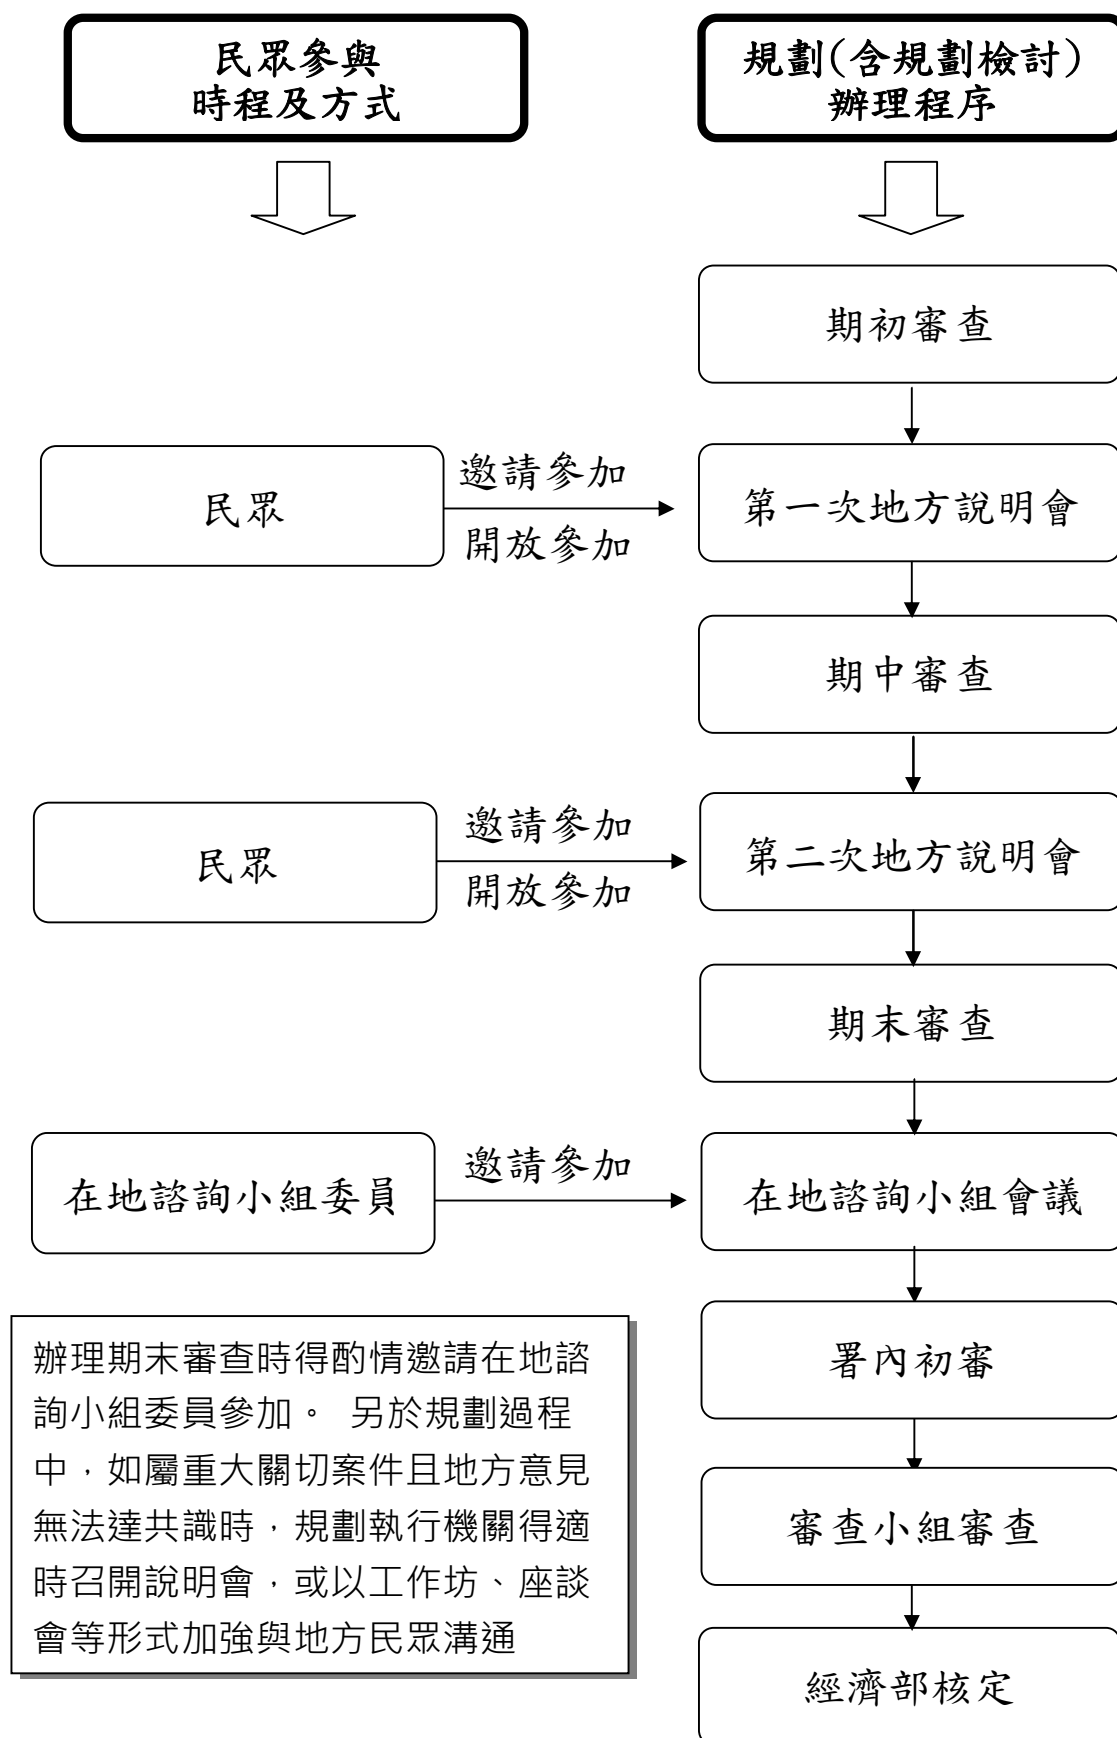 民眾參與
時程及方式
規劃(含規劃檢討)
辦理程序
期初審查
民眾
邀請參加
開放參加
第一次地方說明會
期中審查
民眾
邀請參加
開放參加
第二次地方說明會
期末審查
在地諮詢小組委員
邀請參加
在地諮詢小組會議
署內初審
辦理期末審查時得酌情邀請在地諮
詢小組委員參加。 另於規劃過程
中，如屬重大關切案件且地方意見
無法達共識時，規劃執行機關得適
時召開說明會，或以工作坊、座談
會等形式加強與地方民眾溝通
審查小組審查
經濟部核定